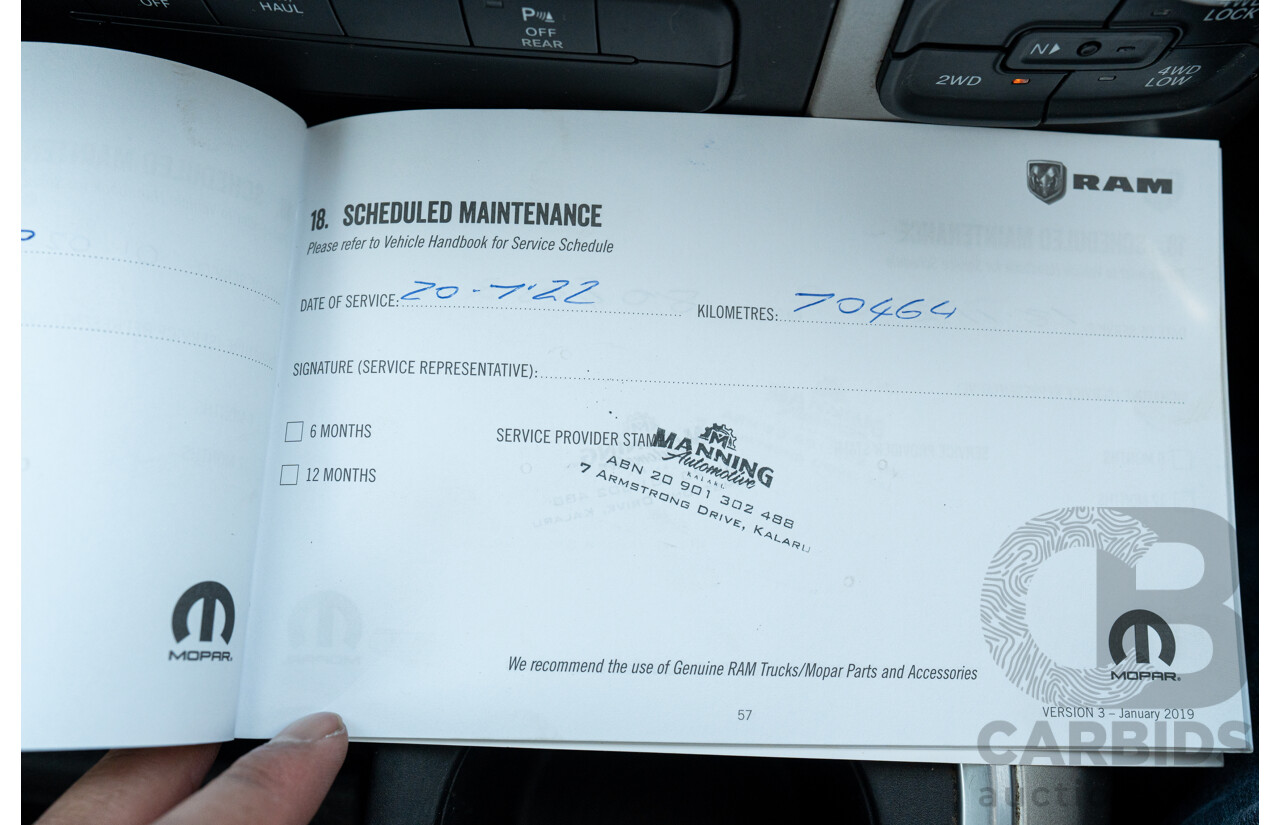 OFF
HAUL
P
OFF
REAR
LOCK
N
2WD
4WD
LOW
RAM
18. SCHEDULED MAINTENANCE
Please refer to Vehicle Handbook for Service Schedule
DATE OF SERVICE: 20-7-22
KILOMETRES: 70464
SIGNATURE (SERVICE REPRESENTATIVE):
6 MONTHS
12 MONTHS
SERVICE PROVIDER STAM
M
MANNING
Automotive
KALARU
ABN 20 901 302 488
7 ARMSTRONG DRIVE, KALARU
MOPAR
We recommend the use of Genuine RAM Trucks/Mopar Parts and Accessories
MOPAR
57
VERSION 3 – January 2019
CB
CARBIDS